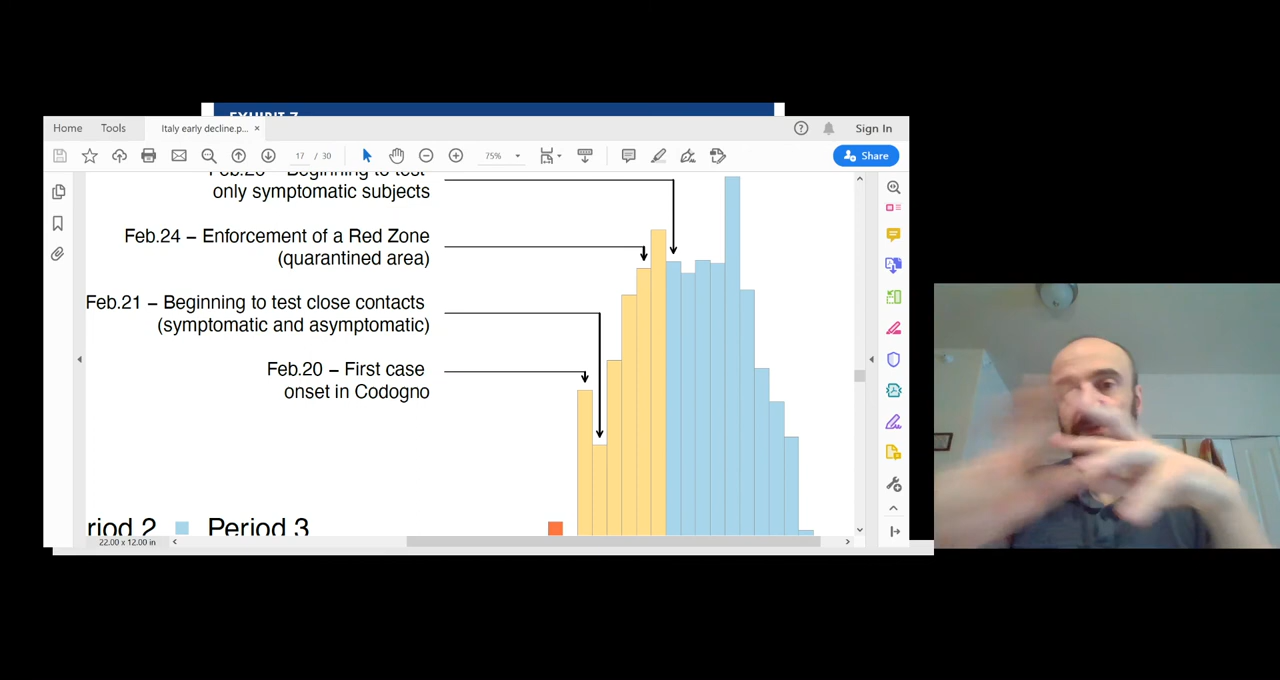 EXHIBIT 7
Home Tools Italy early decline.p... × Sign In
17 / 30 75% Share
only symptomatic subjects
Feb.24 – Enforcement of a Red Zone
(quarantined area)
Feb.21 – Beginning to test close contacts
(symptomatic and asymptomatic)
Feb.20 – First case
onset in Codogno
riod 2 Period 3
22.00 x 12.00 in